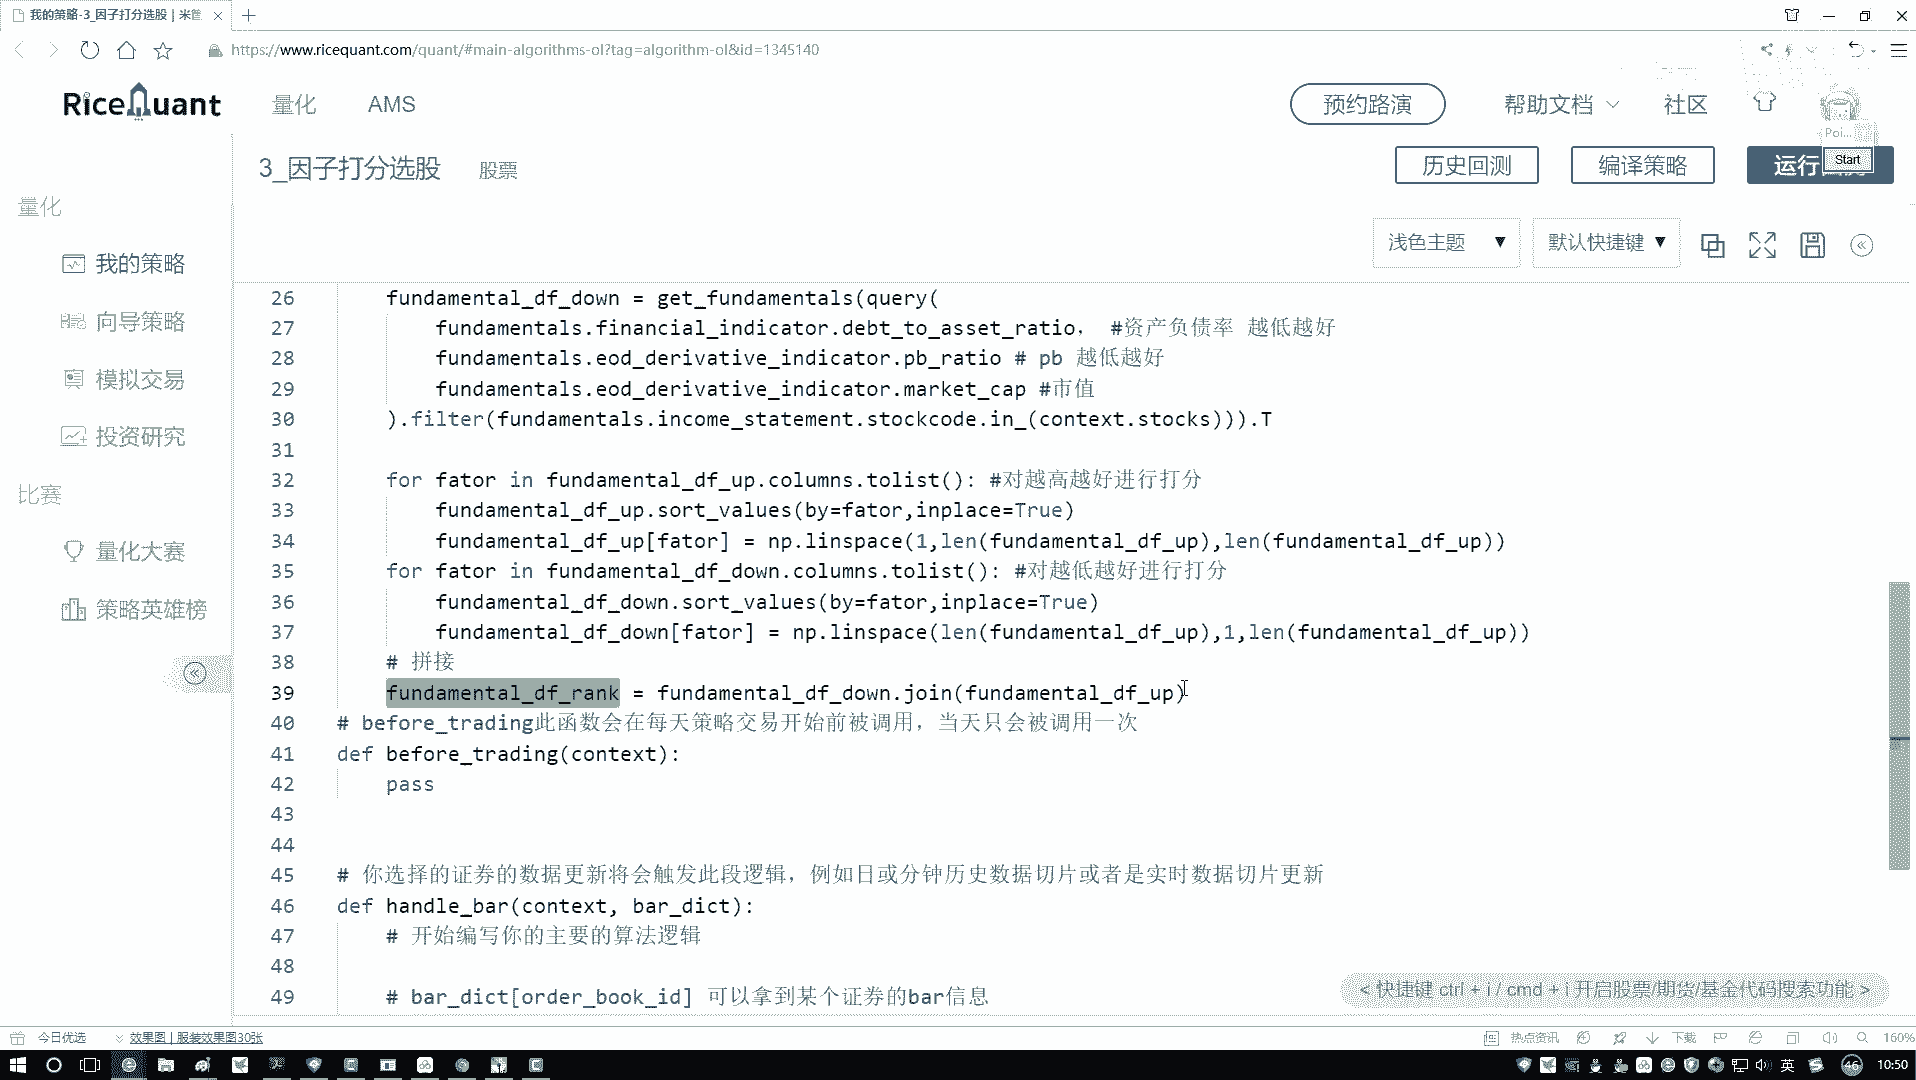 我的策略-3_因子打分选股 | 米筐
https://www.ricequant.com/quant/#main-algorithms-ol?tag=algorithm-ol&id=1345140
RiceQuant
量化
AMS
预约路演
帮助文档
社区
Poi...
3_因子打分选股 股票
历史回测
编译策略
运行
Start
量化
我的策略
向导策略
模拟交易
投资研究
比赛
量化大赛
策略英雄榜
浅色主题 ▼
默认快捷键 ▼
26 fundamental_df_down = get_fundamentals(query(
27 fundamentals.financial_indicator.debt_to_asset_ratio, #资产负债率 越低越好
28 fundamentals.eod_derivative_indicator.pb_ratio # pb 越低越好
29 fundamentals.eod_derivative_indicator.market_cap #市值
30 ).filter(fundamentals.income_statement.stockcode.in_(context.stocks))).T
31
32 for fator in fundamental_df_up.columns.tolist(): #对越高越好进行打分
33 fundamental_df_up.sort_values(by=fator,inplace=True)
34 fundamental_df_up[fator] = np.linspace(1,len(fundamental_df_up),len(fundamental_df_up))
35 for fator in fundamental_df_down.columns.tolist(): #对越低越好进行打分
36 fundamental_df_down.sort_values(by=fator,inplace=True)
37 fundamental_df_down[fator] = np.linspace(len(fundamental_df_up),1,len(fundamental_df_up))
38 # 拼接
39 fundamental_df_rank = fundamental_df_down.join(fundamental_df_up)
40 # before_trading此函数会在每天策略交易开始前被调用，当天只会被调用一次
41 def before_trading(context):
42 pass
43
44
45 # 你选择的证券的数据更新将会触发此段逻辑，例如日或分钟历史数据切片或者是实时数据切片更新
46 def handle_bar(context, bar_dict):
47 # 开始编写你的主要的算法逻辑
48
49 # bar_dict[order_book_id] 可以拿到某个证券的bar信息
< 快捷键 ctrl + i / cmd + i 开启股票/期货/基金代码搜索功能 >
今日优选
效果图 | 服装效果图30张
热点资讯
下载
160%
英
46
10:50